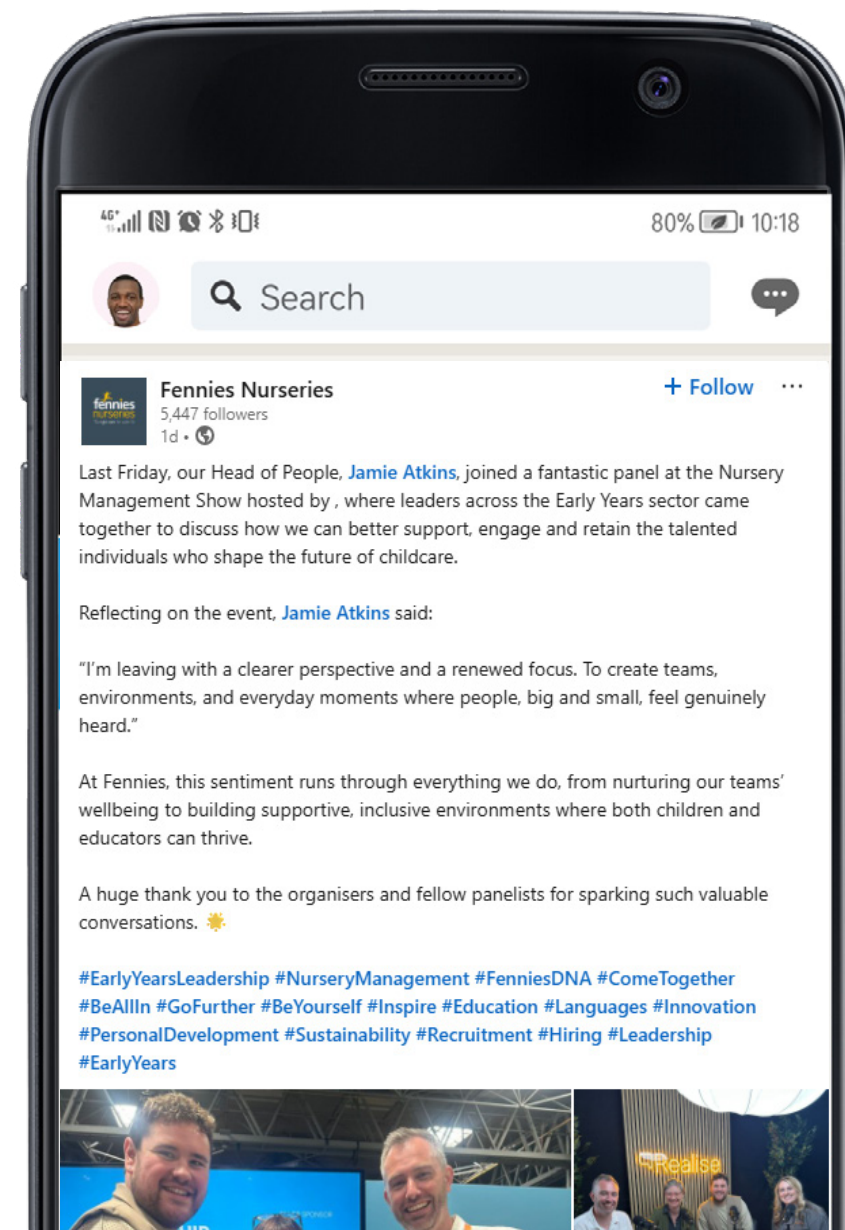 4G+
80% 10:18
Search
fennies
nurseries
Fennies Nurseries
+ Follow ...
5,447 followers
1d •
Last Friday, our Head of People, Jamie Atkins, joined a fantastic panel at the Nursery
Management Show hosted by , where leaders across the Early Years sector came
together to discuss how we can better support, engage and retain the talented
individuals who shape the future of childcare.
Reflecting on the event, Jamie Atkins said:
“I’m leaving with a clearer perspective and a renewed focus. To create teams,
environments, and everyday moments where people, big and small, feel genuinely
heard.”
At Fennies, this sentiment runs through everything we do, from nurturing our teams’
wellbeing to building supportive, inclusive environments where both children and
educators can thrive.
A huge thank you to the organisers and fellow panelists for sparking such valuable
conversations. 🌟
#EarlyYearsLeadership #NurseryManagement #FenniesDNA #ComeTogether
#BeAllIn #GoFurther #BeYourself #Inspire #Education #Languages #Innovation
#PersonalDevelopment #Sustainability #Recruitment #Hiring #Leadership
#EarlyYears
SPONSOR
Realise